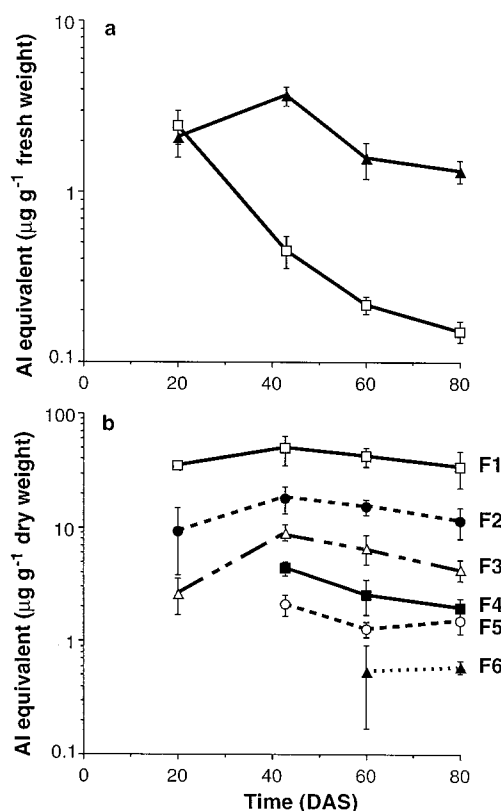 a
Al equivalent (µg g⁻¹ fresh weight)
10
1
0.1
0 20 40 60 80
b
Al equivalent (µg g⁻¹ dry weight)
100
10
1
0.1
F1
F2
F3
F4
F5
F6
0 20 40 60 80
Time (DAS)